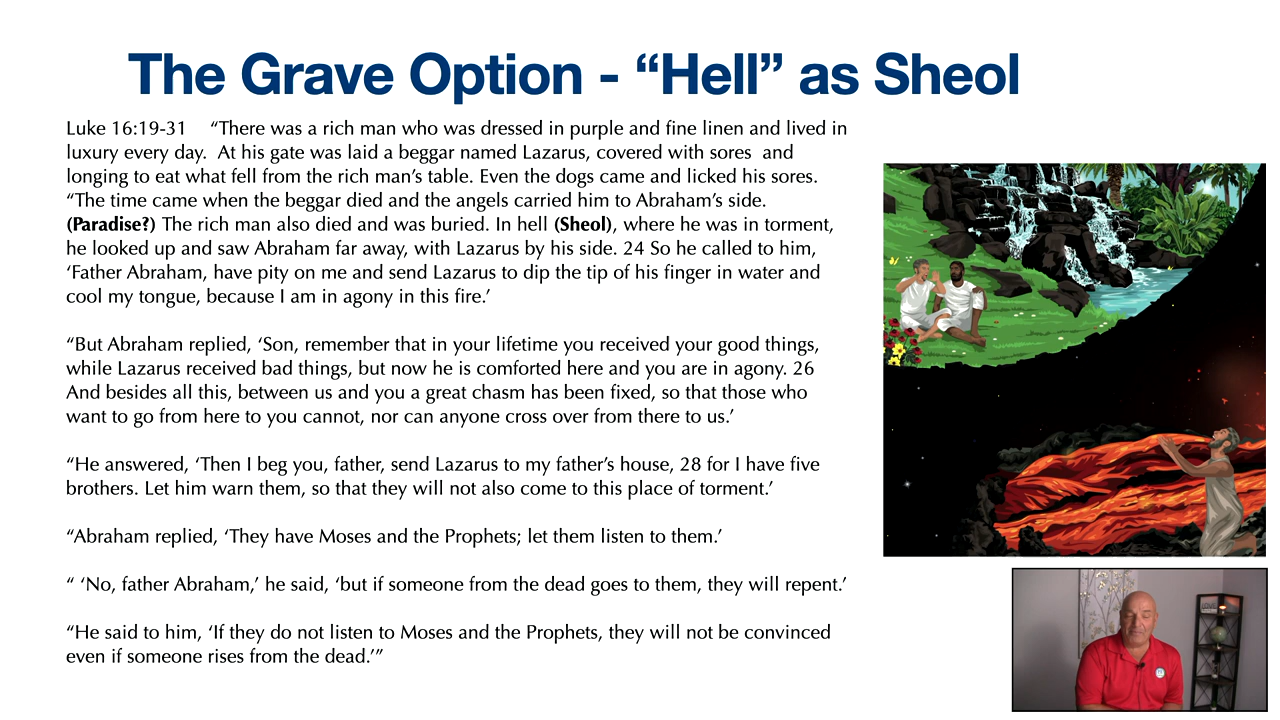 The Grave Option - “Hell” as Sheol
Luke 16:19-31 “There was a rich man who was dressed in purple and fine linen and lived in
luxury every day. At his gate was laid a beggar named Lazarus, covered with sores and
longing to eat what fell from the rich man’s table. Even the dogs came and licked his sores.
“The time came when the beggar died and the angels carried him to Abraham’s side.
(Paradise?) The rich man also died and was buried. In hell (Sheol), where he was in torment,
he looked up and saw Abraham far away, with Lazarus by his side. 24 So he called to him,
‘Father Abraham, have pity on me and send Lazarus to dip the tip of his finger in water and
cool my tongue, because I am in agony in this fire.’
“But Abraham replied, ‘Son, remember that in your lifetime you received your good things,
while Lazarus received bad things, but now he is comforted here and you are in agony. 26
And besides all this, between us and you a great chasm has been fixed, so that those who
want to go from here to you cannot, nor can anyone cross over from there to us.’
“He answered, ‘Then I beg you, father, send Lazarus to my father’s house, 28 for I have five
brothers. Let him warn them, so that they will not also come to this place of torment.’
“Abraham replied, ‘They have Moses and the Prophets; let them listen to them.’
“ ‘No, father Abraham,’ he said, ‘but if someone from the dead goes to them, they will repent.’
“He said to him, ‘If they do not listen to Moses and the Prophets, they will not be convinced
even if someone rises from the dead.’”